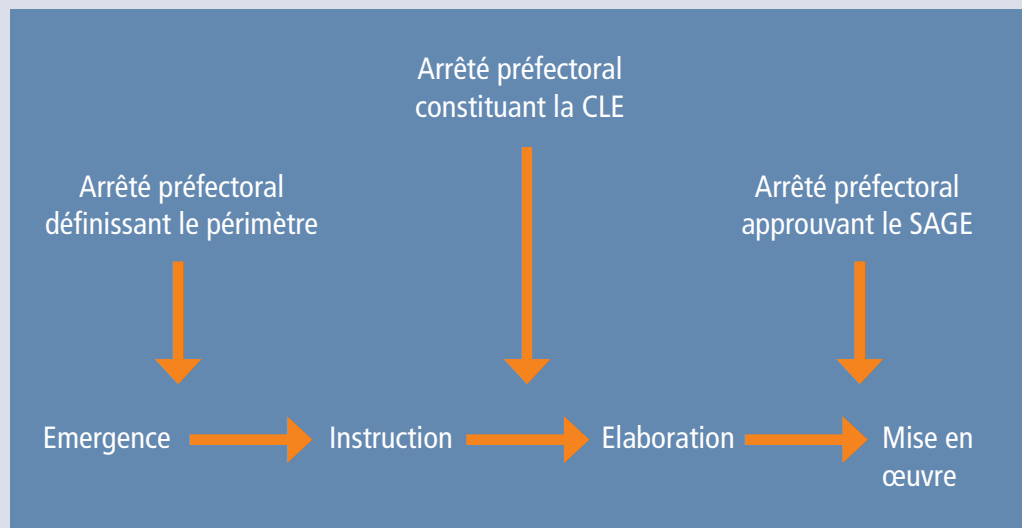 Arrêté préfectoral
constituant la CLE
Arrêté préfectoral
définissant le périmètre
Arrêté préfectoral
approuvant le SAGE
Emergence
Instruction
Elaboration
Mise en
œuvre